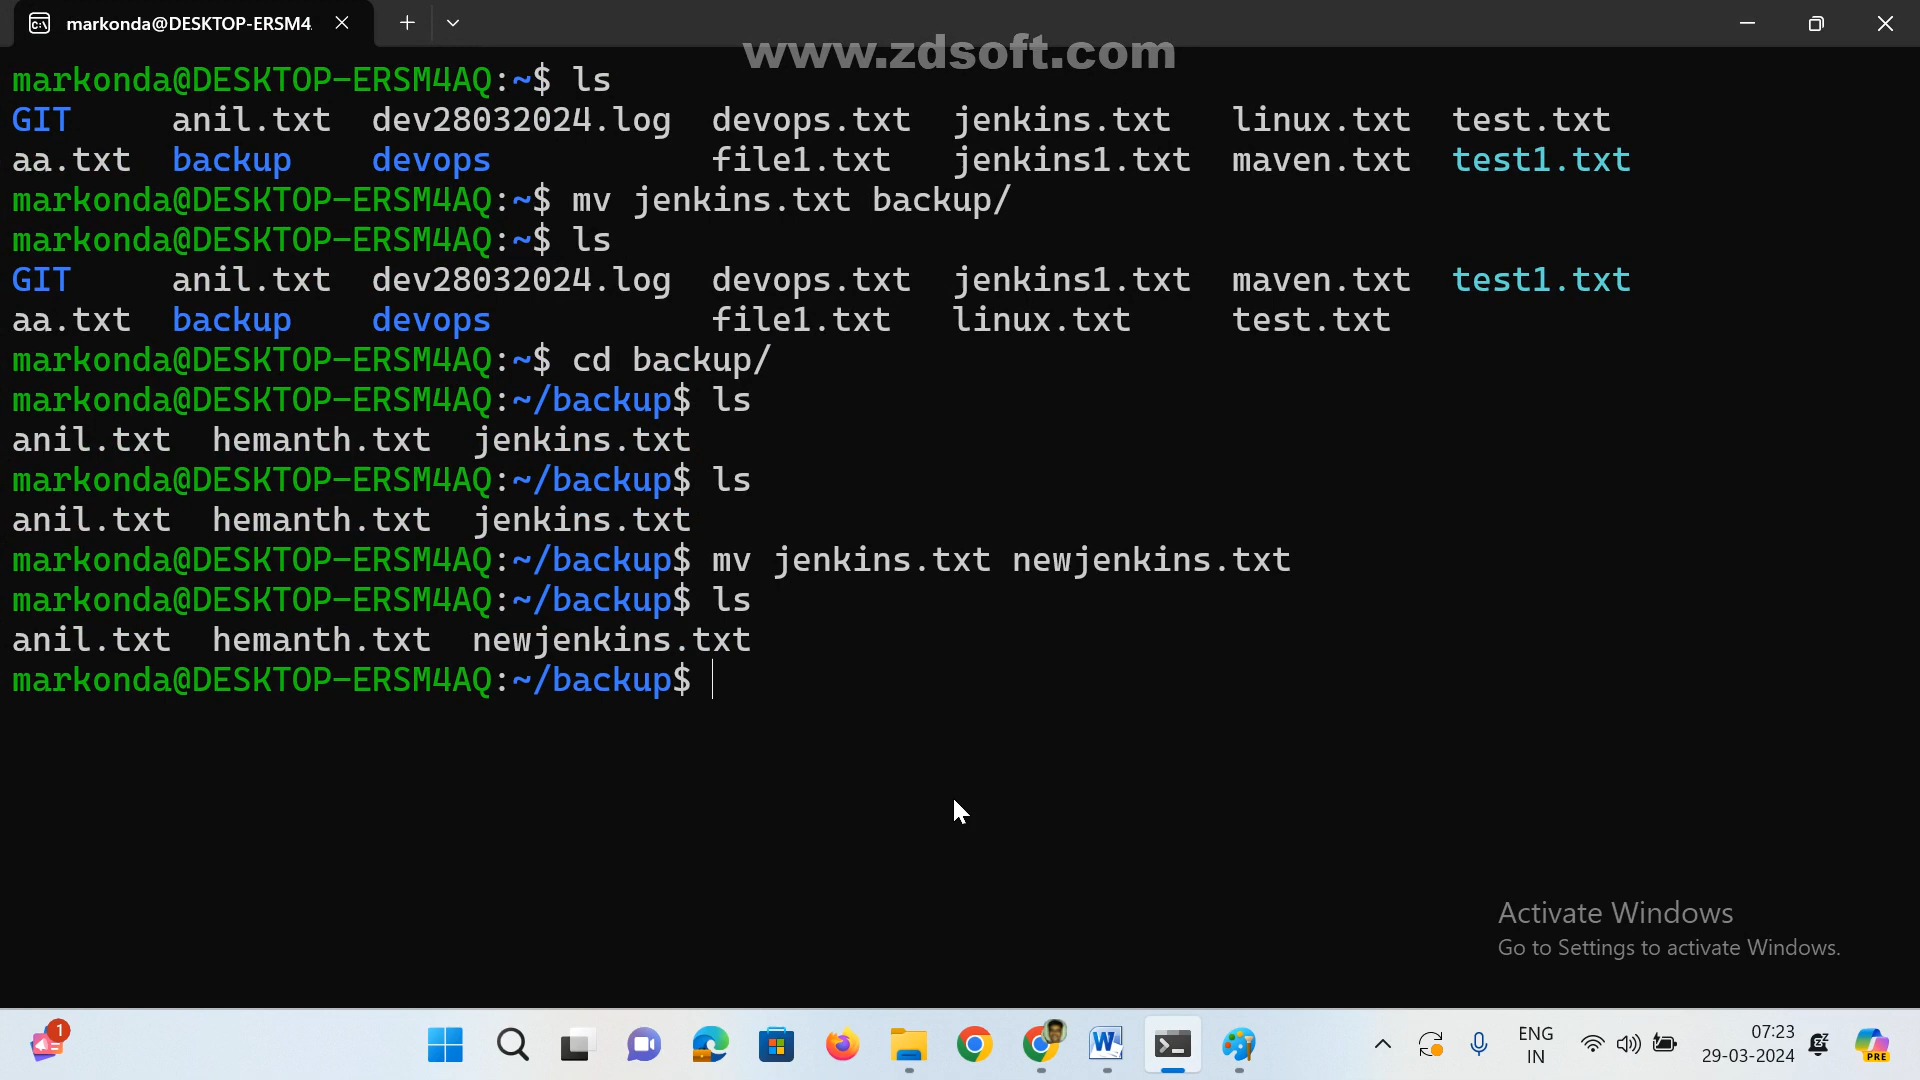 markonda@DESKTOP-ERSM4
www.zdsoft.com
markonda@DESKTOP-ERSM4AQ:~$ ls
GIT anil.txt dev28032024.log devops.txt jenkins.txt linux.txt test.txt
aa.txt backup devops file1.txt jenkins1.txt maven.txt test1.txt
markonda@DESKTOP-ERSM4AQ:~$ mv jenkins.txt backup/
markonda@DESKTOP-ERSM4AQ:~$ ls
GIT anil.txt dev28032024.log devops.txt jenkins1.txt maven.txt test1.txt
aa.txt backup devops file1.txt linux.txt test.txt
markonda@DESKTOP-ERSM4AQ:~$ cd backup/
markonda@DESKTOP-ERSM4AQ:~/backup$ ls
anil.txt hemanth.txt jenkins.txt
markonda@DESKTOP-ERSM4AQ:~/backup$ ls
anil.txt hemanth.txt jenkins.txt
markonda@DESKTOP-ERSM4AQ:~/backup$ mv jenkins.txt newjenkins.txt
markonda@DESKTOP-ERSM4AQ:~/backup$ ls
anil.txt hemanth.txt newjenkins.txt
markonda@DESKTOP-ERSM4AQ:~/backup$
Activate Windows
Go to Settings to activate Windows.
1
ENG
IN
07:23
29-03-2024
PRE